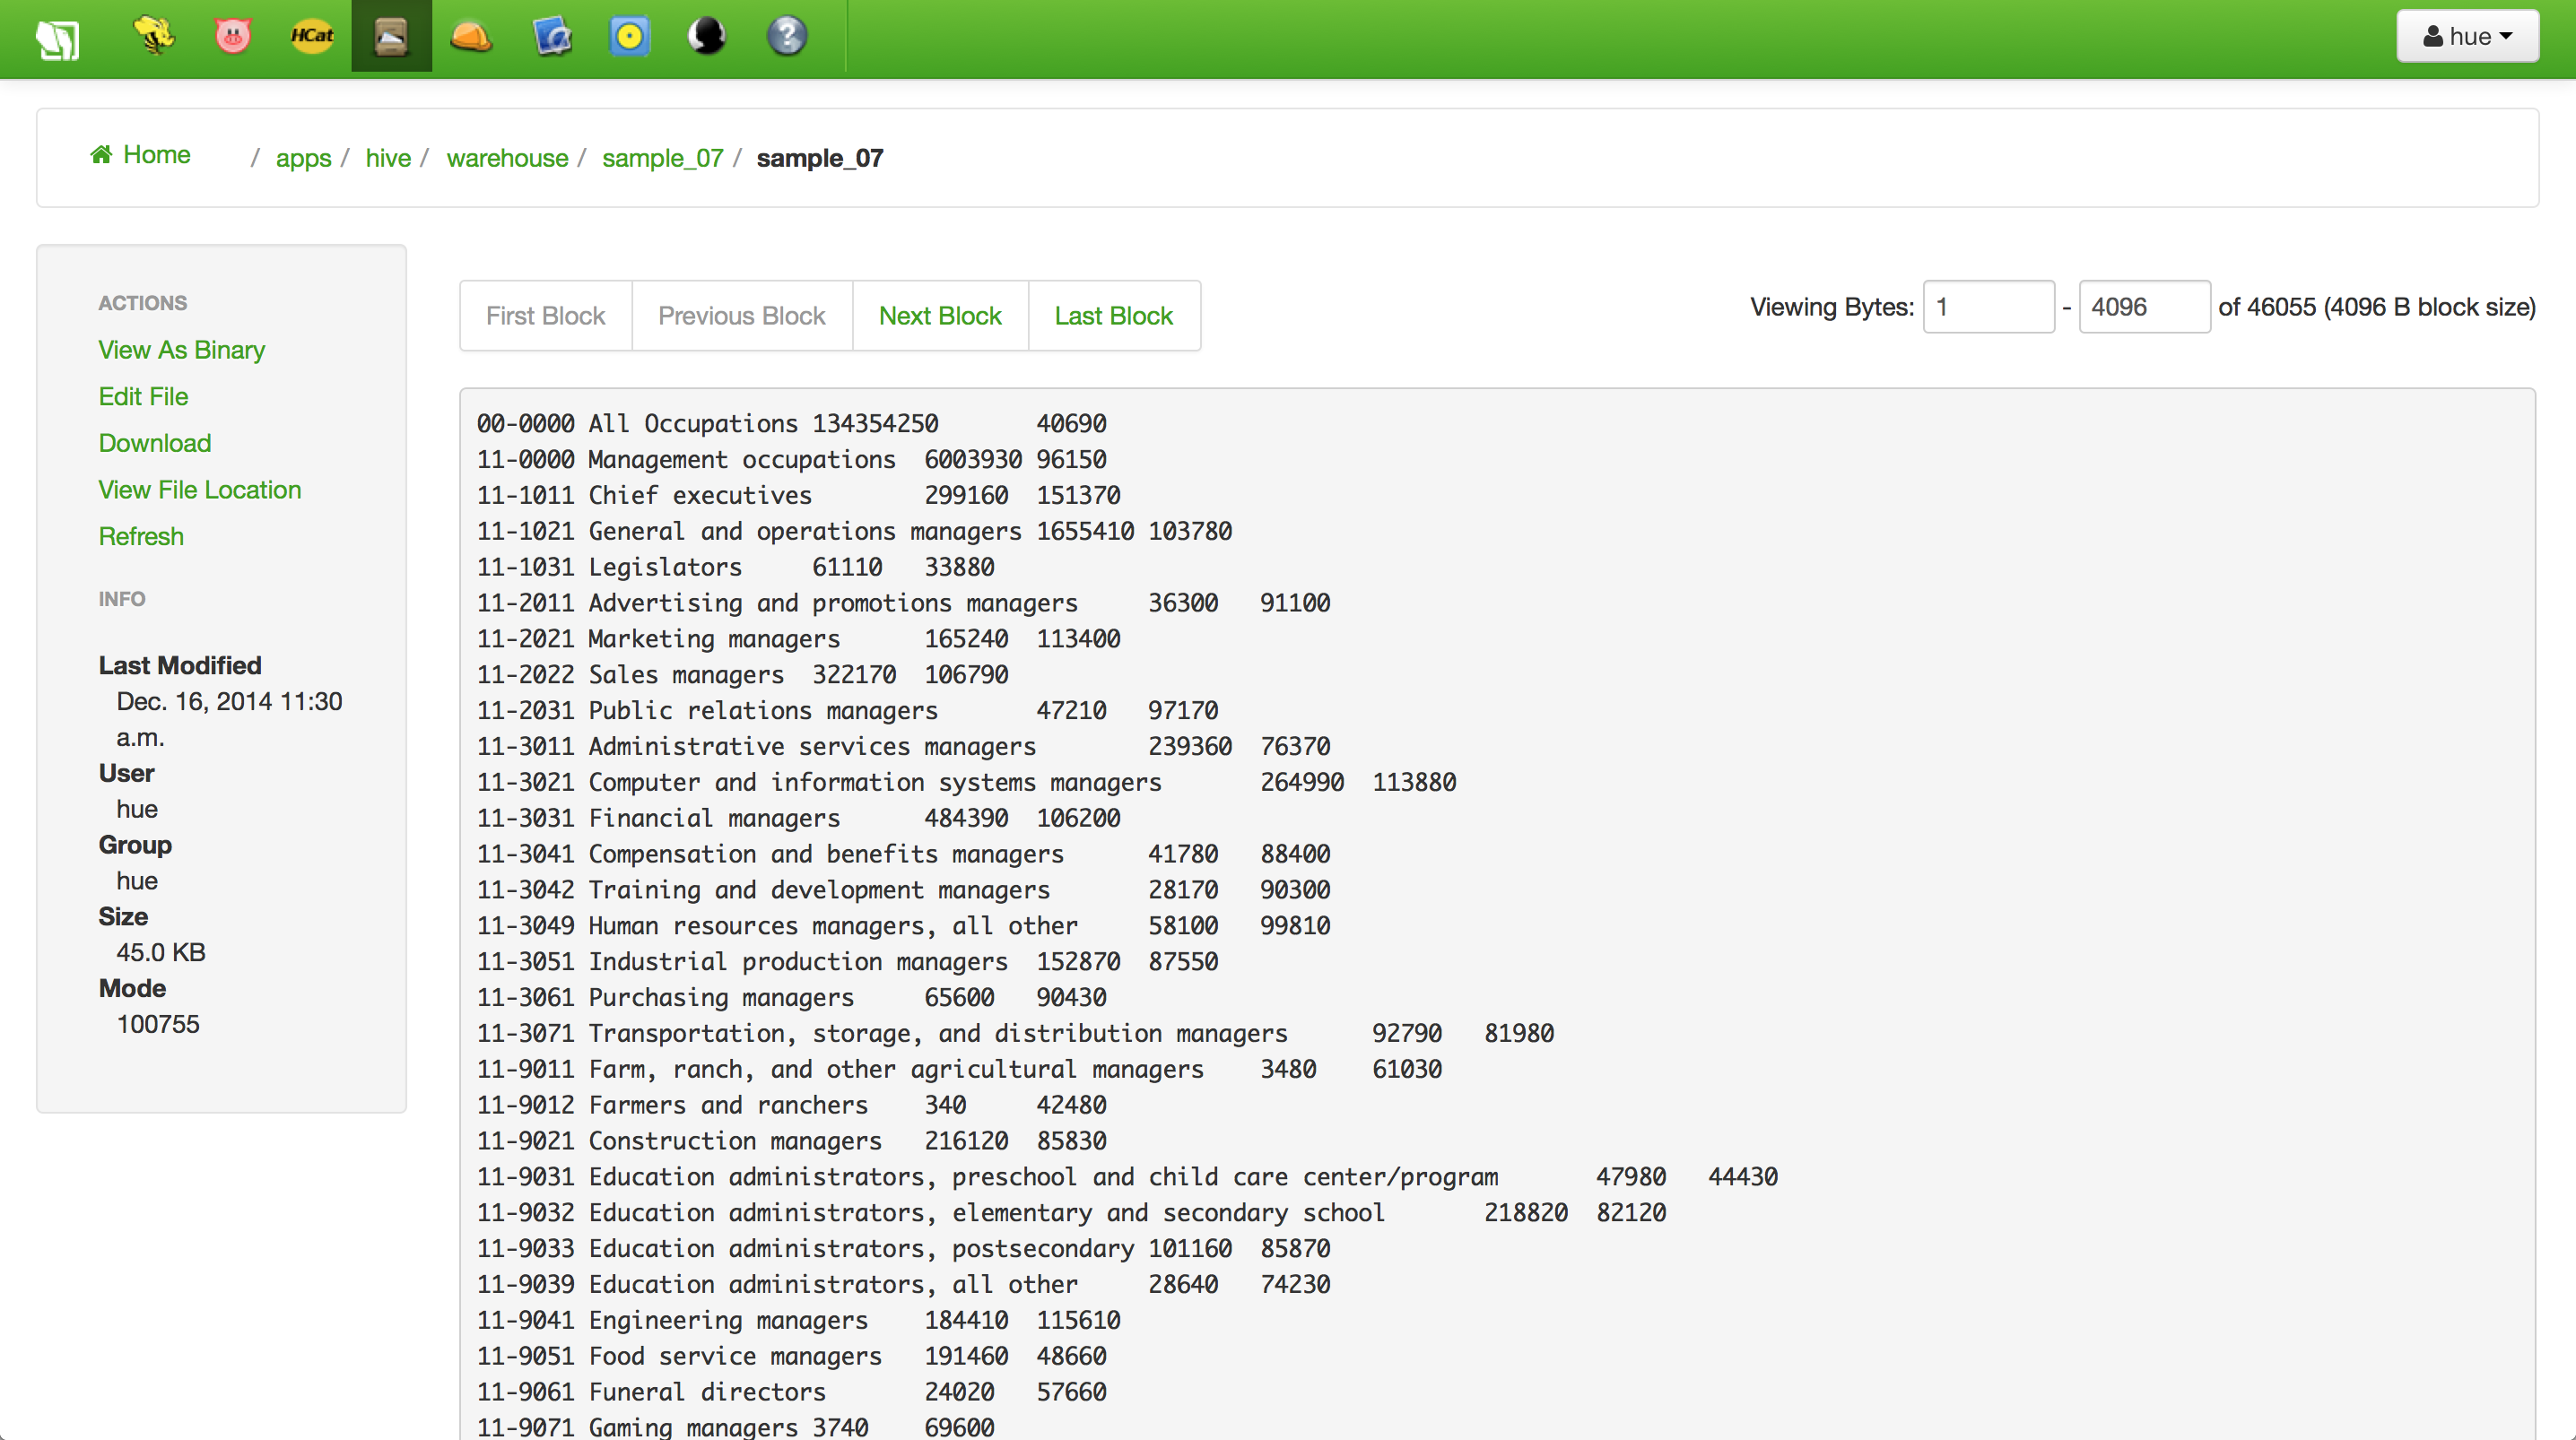 HCat
hue
Home / apps / hive / warehouse / sample_07 / sample_07
ACTIONS
View As Binary
Edit File
Download
View File Location
Refresh
INFO
Last Modified
Dec. 16, 2014 11:30
a.m.
User
hue
Group
hue
Size
45.0 KB
Mode
100755
First Block Previous Block Next Block Last Block
Viewing Bytes: 1 - 4096 of 46055 (4096 B block size)
00-0000 All Occupations 134354250 40690
11-0000 Management occupations 6003930 96150
11-1011 Chief executives 299160 151370
11-1021 General and operations managers 1655410 103780
11-1031 Legislators 61110 33880
11-2011 Advertising and promotions managers 36300 91100
11-2021 Marketing managers 165240 113400
11-2022 Sales managers 322170 106790
11-2031 Public relations managers 47210 97170
11-3011 Administrative services managers 239360 76370
11-3021 Computer and information systems managers 264990 113880
11-3031 Financial managers 484390 106200
11-3041 Compensation and benefits managers 41780 88400
11-3042 Training and development managers 28170 90300
11-3049 Human resources managers, all other 58100 99810
11-3051 Industrial production managers 152870 87550
11-3061 Purchasing managers 65600 90430
11-3071 Transportation, storage, and distribution managers 92790 81980
11-9011 Farm, ranch, and other agricultural managers 3480 61030
11-9012 Farmers and ranchers 340 42480
11-9021 Construction managers 216120 85830
11-9031 Education administrators, preschool and child care center/program 47980 44430
11-9032 Education administrators, elementary and secondary school 218820 82120
11-9033 Education administrators, postsecondary 101160 85870
11-9039 Education administrators, all other 28640 74230
11-9041 Engineering managers 184410 115610
11-9051 Food service managers 191460 48660
11-9061 Funeral directors 24020 57660
11-9071 Gaming managers 3740 69600